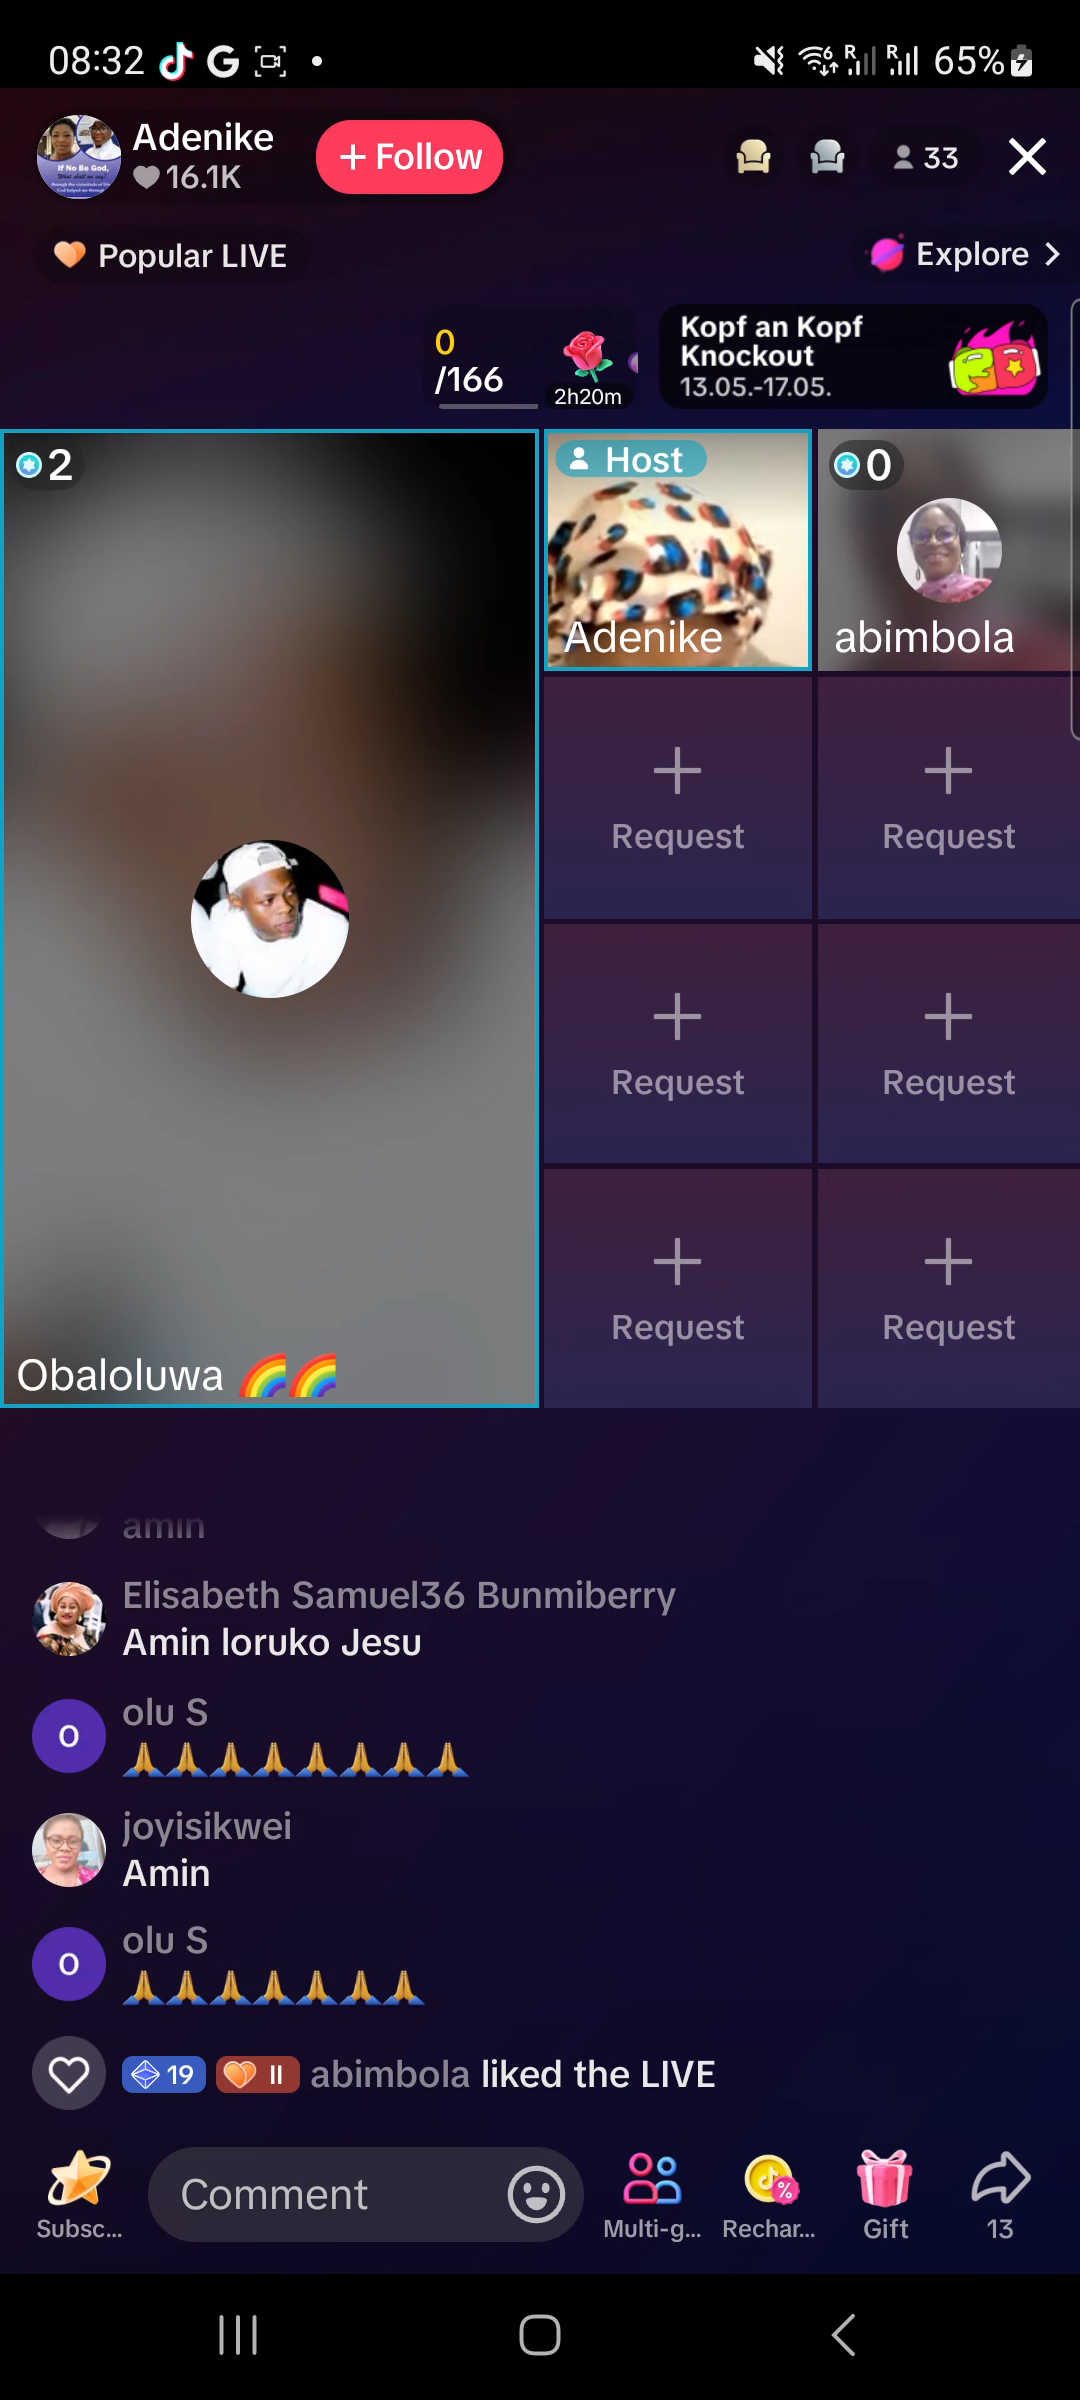 08:32
65%
Adenike
16.1K
+ Follow
33
Popular LIVE
Explore
0
/166
2h20m
Kopf an Kopf
Knockout
13.05.-17.05.
2
Host
Adenike
0
abimbola
Request
Request
Request
Request
Request
Request
Obaloluwa 🌈🌈
amin
Elisabeth Samuel36 Bunmiberry
Amin loruko Jesu
O
olu S
🙏🙏🙏🙏🙏🙏🙏🙏
joyisikwei
Amin
O
olu S
🙏🙏🙏🙏🙏🙏🙏
19 II abimbola liked the LIVE
Comment
Subsc...
Multi-g...
Rechar...
Gift
13